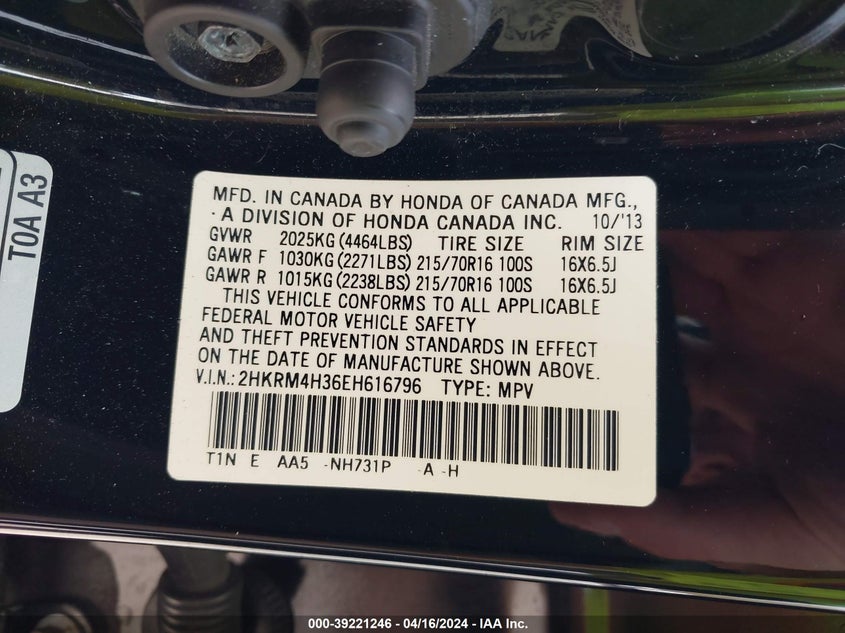 MFD. IN CANADA BY HONDA OF CANADA MFG.,
A DIVISION OF HONDA CANADA INC. 10/'13
GVWR 2025KG (4464LBS) TIRE SIZE RIM SIZE
GAWR F 1030KG (2271LBS) 215/70R16 100S 16X6.5J
GAWR R 1015KG (2238LBS) 215/70R16 100S 16X6.5J
THIS VEHICLE CONFORMS TO ALL APPLICABLE
FEDERAL MOTOR VEHICLE SAFETY
AND THEFT PREVENTION STANDARDS IN EFFECT
ON THE DATE OF MANUFACTURE SHOWN ABOVE.
V.I.N.: 2HKRM4H36EH616796 TYPE: MPV
T1N E AA5 -NH731P -A -H
T0A A3
000-39221246 - 04/16/2024 - IAA Inc.